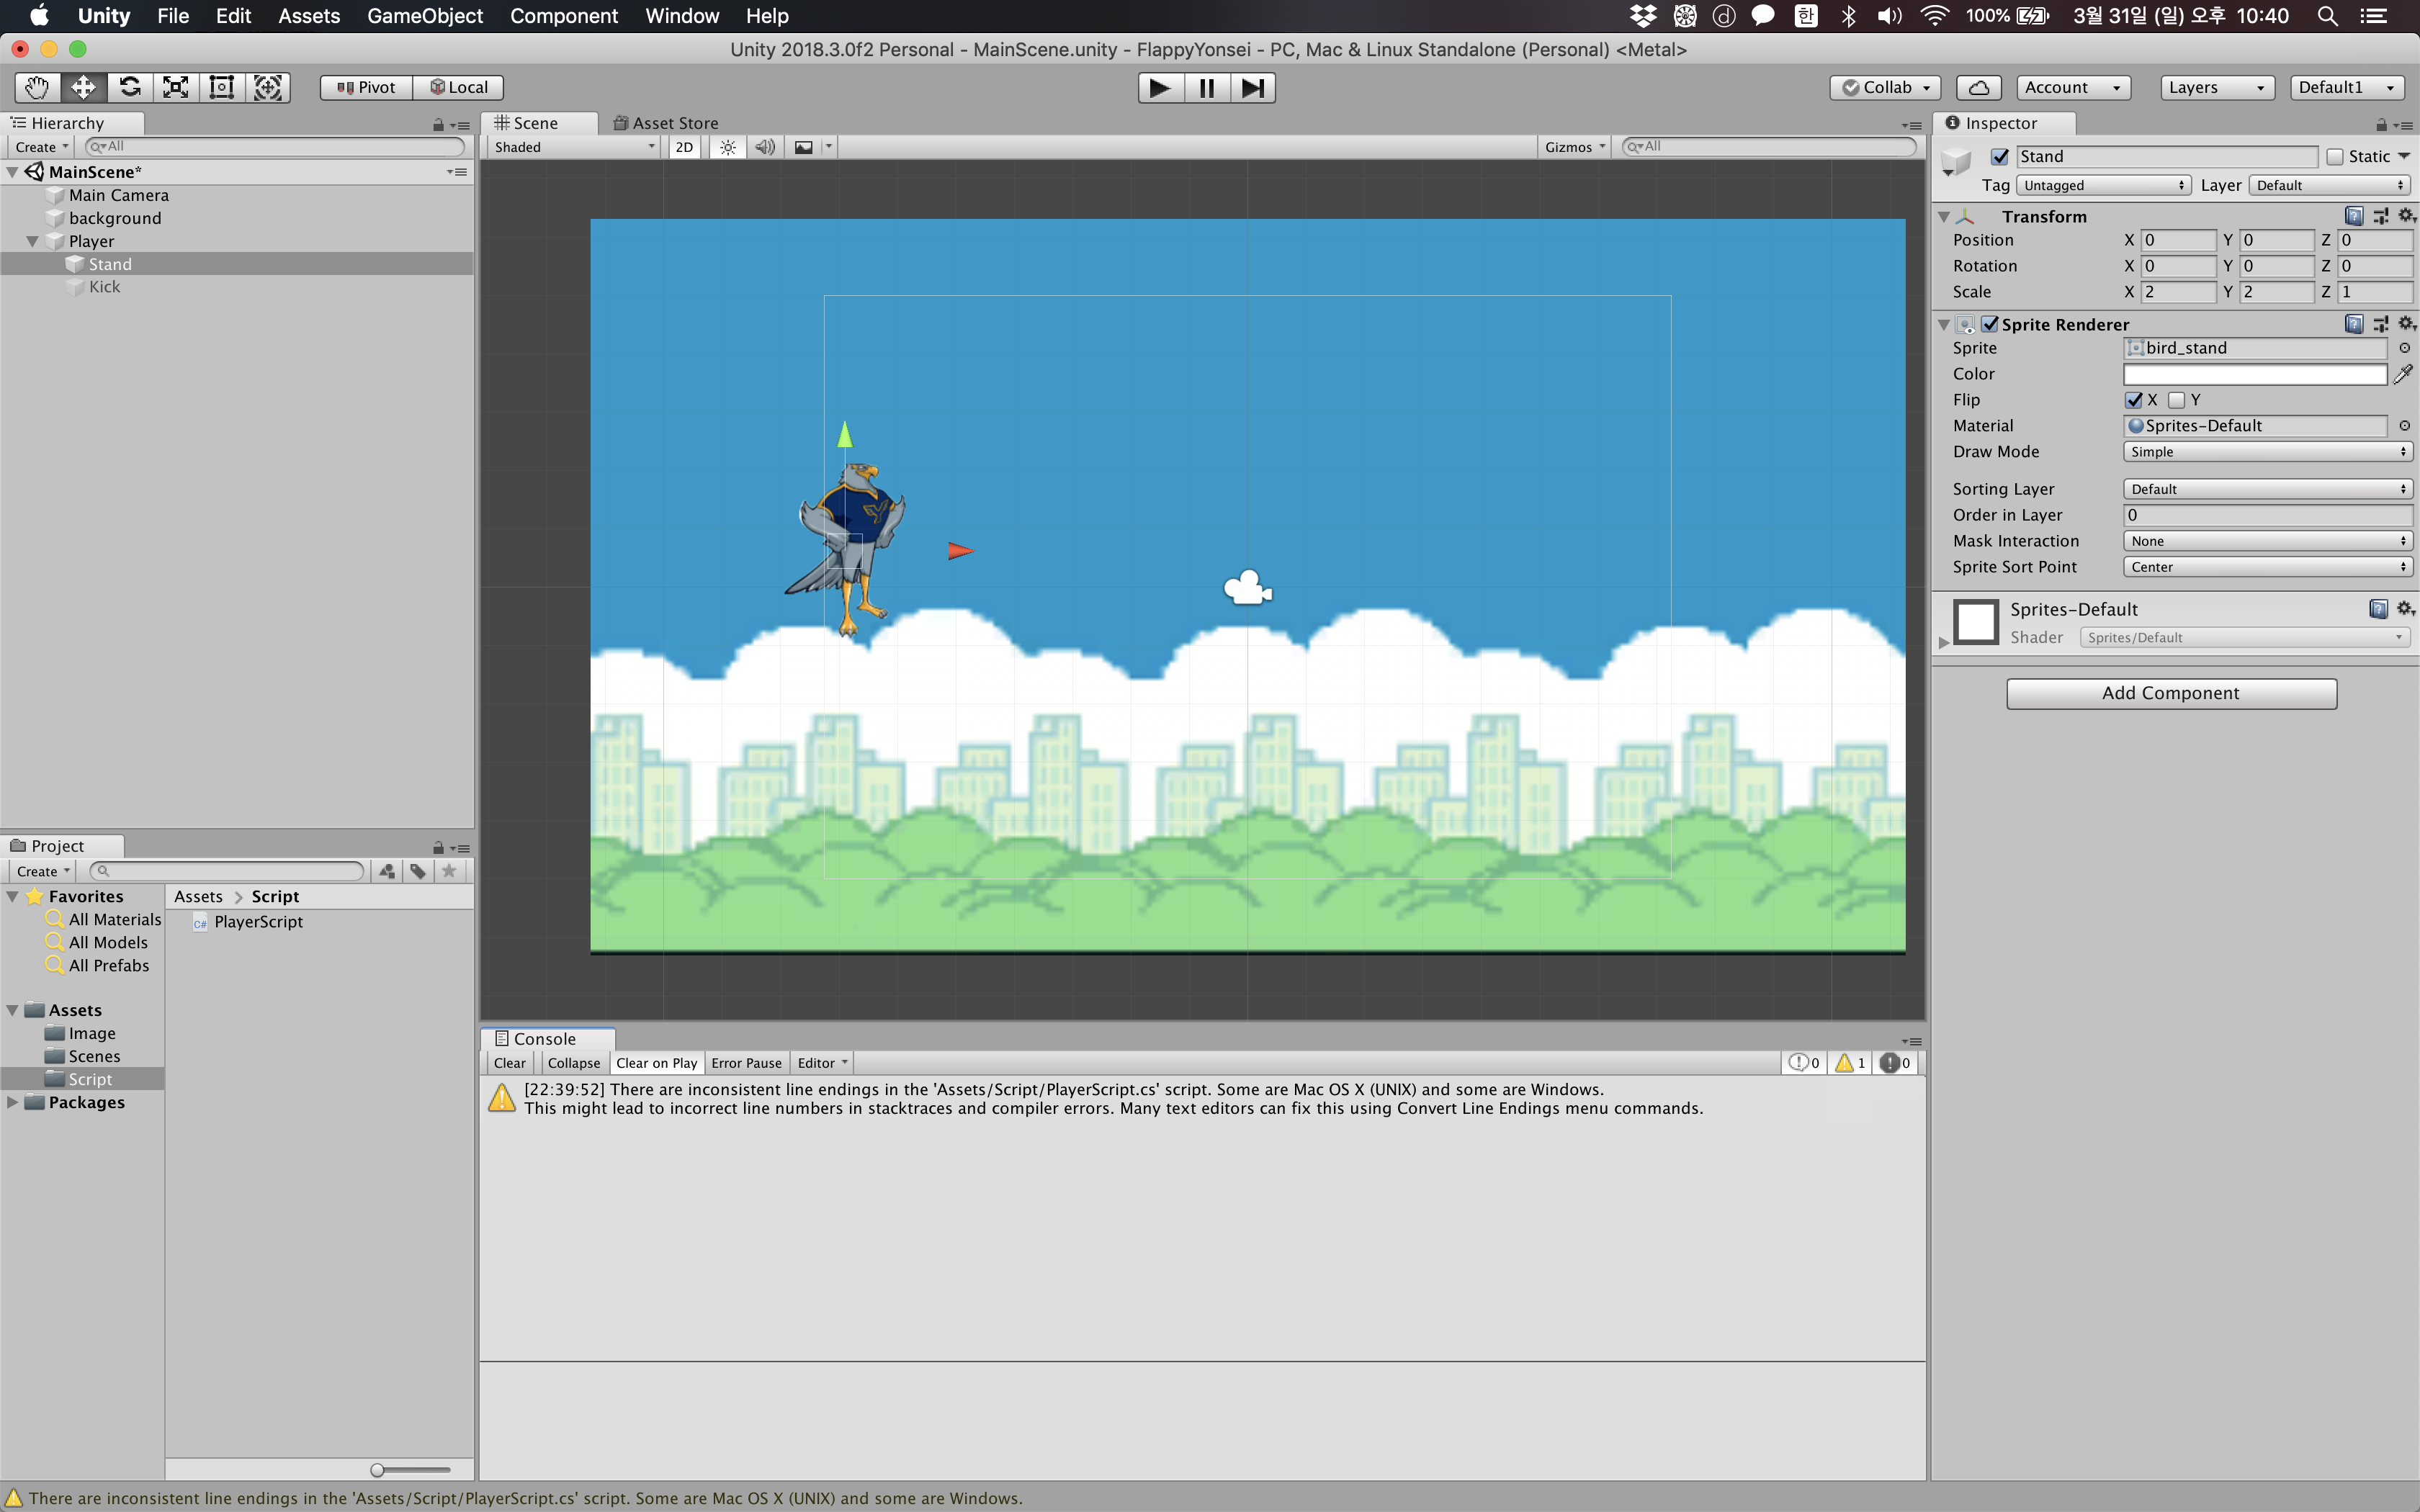 Unity File Edit Assets GameObject Component Window Help 한 100% 3월 31일 (일) 오후 10:40
Unity 2018.3.0f2 Personal - MainScene.unity - FlappyYonsei - PC, Mac & Linux Standalone (Personal) <Metal>
Pivot Local Collab Account Layers Default1
Hierarchy
Create All
MainScene*
Main Camera
background
Player
Stand
Kick
Scene Asset Store
Shaded 2D Gizmos All
Project
Create
Favorites
All Materials
All Models
All Prefabs
Assets
Image
Scenes
Script
Packages
Assets > Script
C# PlayerScript
Console
Clear Collapse Clear on Play Error Pause Editor 0 1 0
[22:39:52] There are inconsistent line endings in the 'Assets/Script/PlayerScript.cs' script. Some are Mac OS X (UNIX) and some are Windows.
This might lead to incorrect line numbers in stacktraces and compiler errors. Many text editors can fix this using Convert Line Endings menu commands.
Inspector
Stand Static
Tag Untagged Layer Default
Transform
Position X 0 Y 0 Z 0
Rotation X 0 Y 0 Z 0
Scale X 2 Y 2 Z 1
Sprite Renderer
Sprite bird_stand
Color
Flip X Y
Material Sprites-Default
Draw Mode Simple
Sorting Layer Default
Order in Layer 0
Mask Interaction None
Sprite Sort Point Center
Sprites-Default
Shader Sprites/Default
Add Component
There are inconsistent line endings in the 'Assets/Script/PlayerScript.cs' script. Some are Mac OS X (UNIX) and some are Windows.